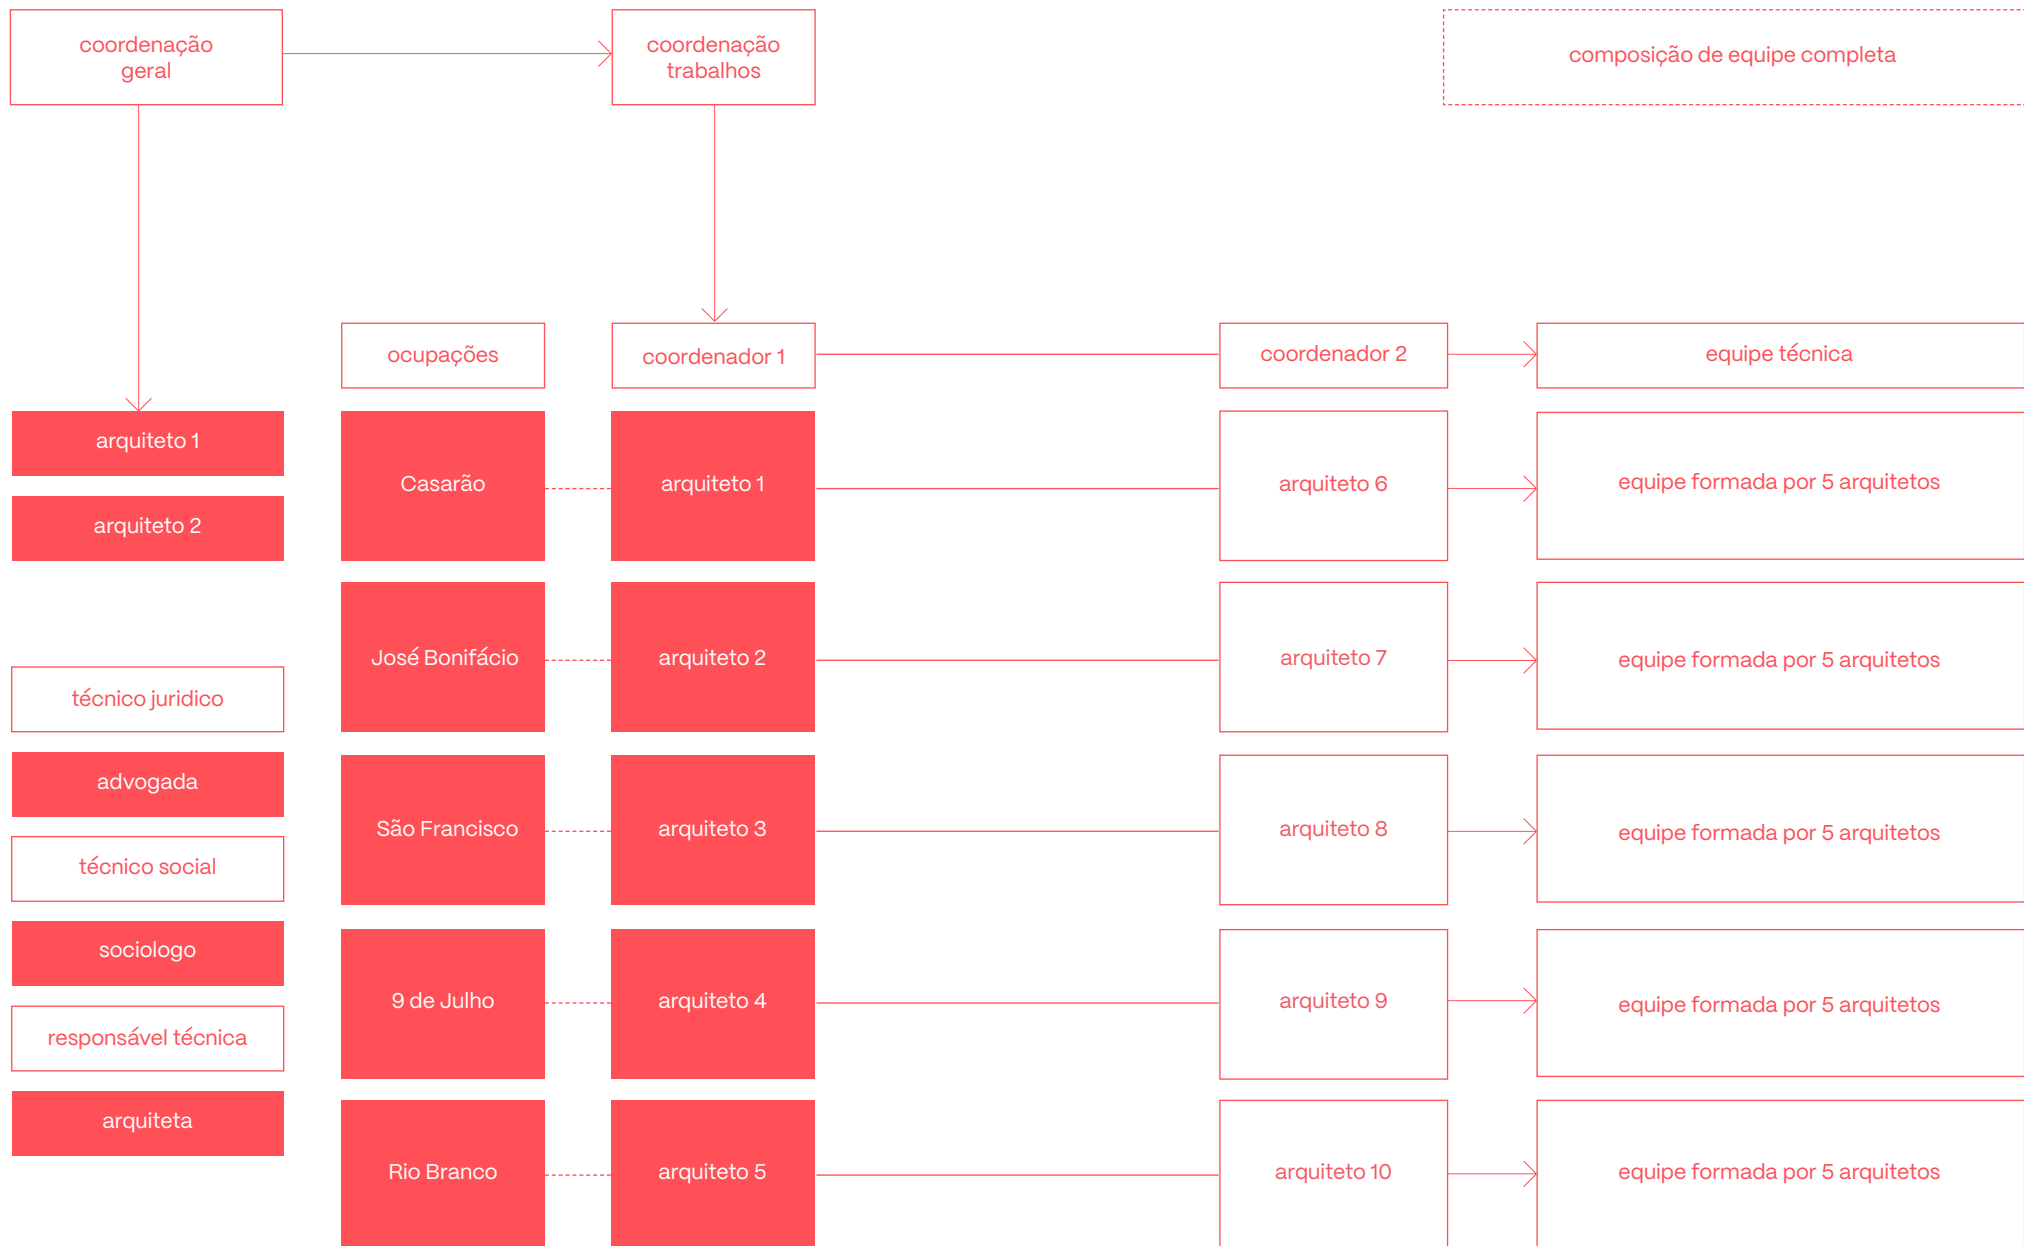 coordenação
geral
coordenação
trabalhos
composição de equipe completa
ocupações
coordenador 1
coordenador 2
equipe técnica
arquiteto 1
arquiteto 2
técnico juridico
advogada
técnico social
sociologo
responsável técnica
arquiteta
Casarão
arquiteto 1
arquiteto 6
equipe formada por 5 arquitetos
José Bonifácio
arquiteto 2
arquiteto 7
equipe formada por 5 arquitetos
São Francisco
arquiteto 3
arquiteto 8
equipe formada por 5 arquitetos
9 de Julho
arquiteto 4
arquiteto 9
equipe formada por 5 arquitetos
Rio Branco
arquiteto 5
arquiteto 10
equipe formada por 5 arquitetos